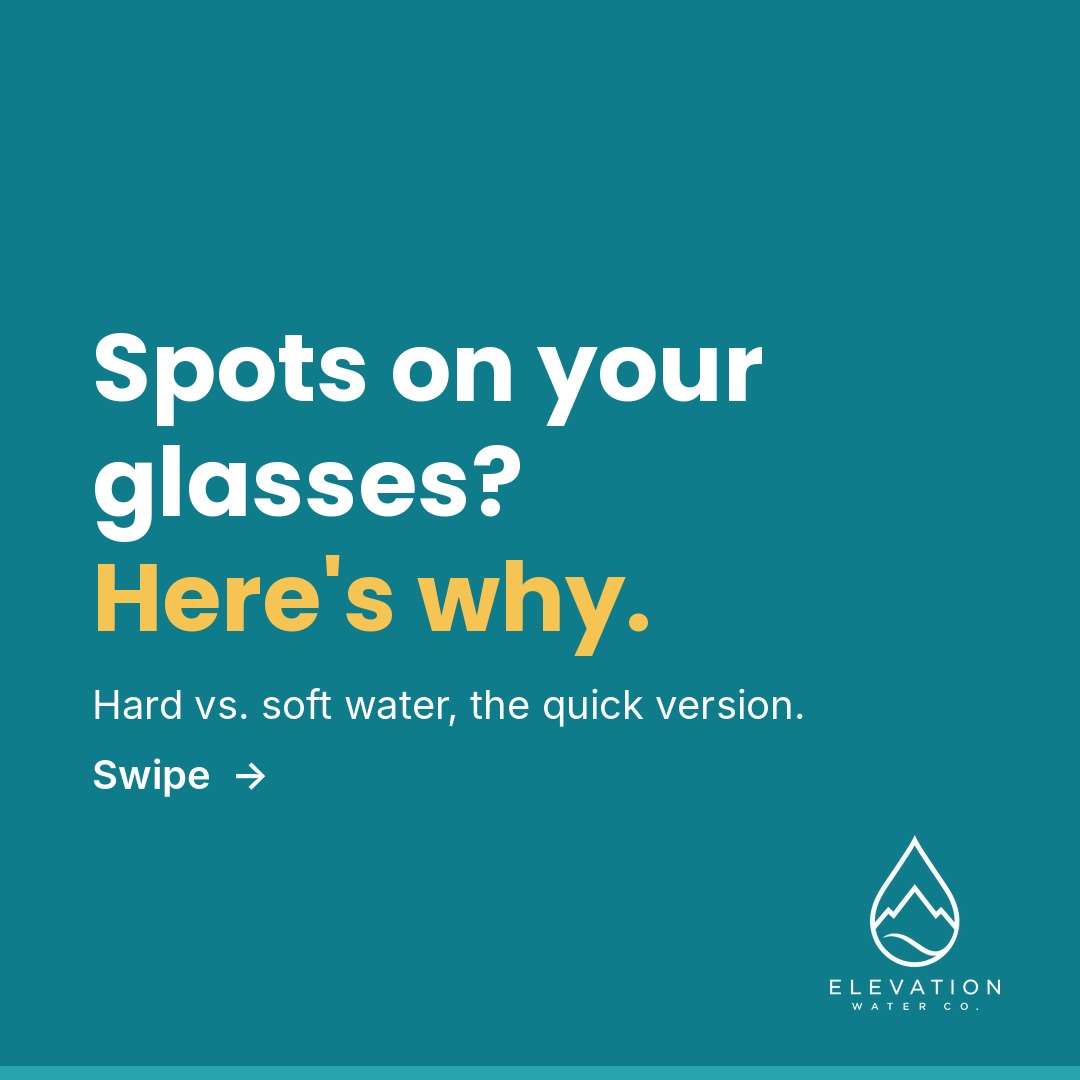 Spots on your
glasses?
Here's why.
Hard vs. soft water, the quick version.
Swipe →
ELEVATION
WATER CO.